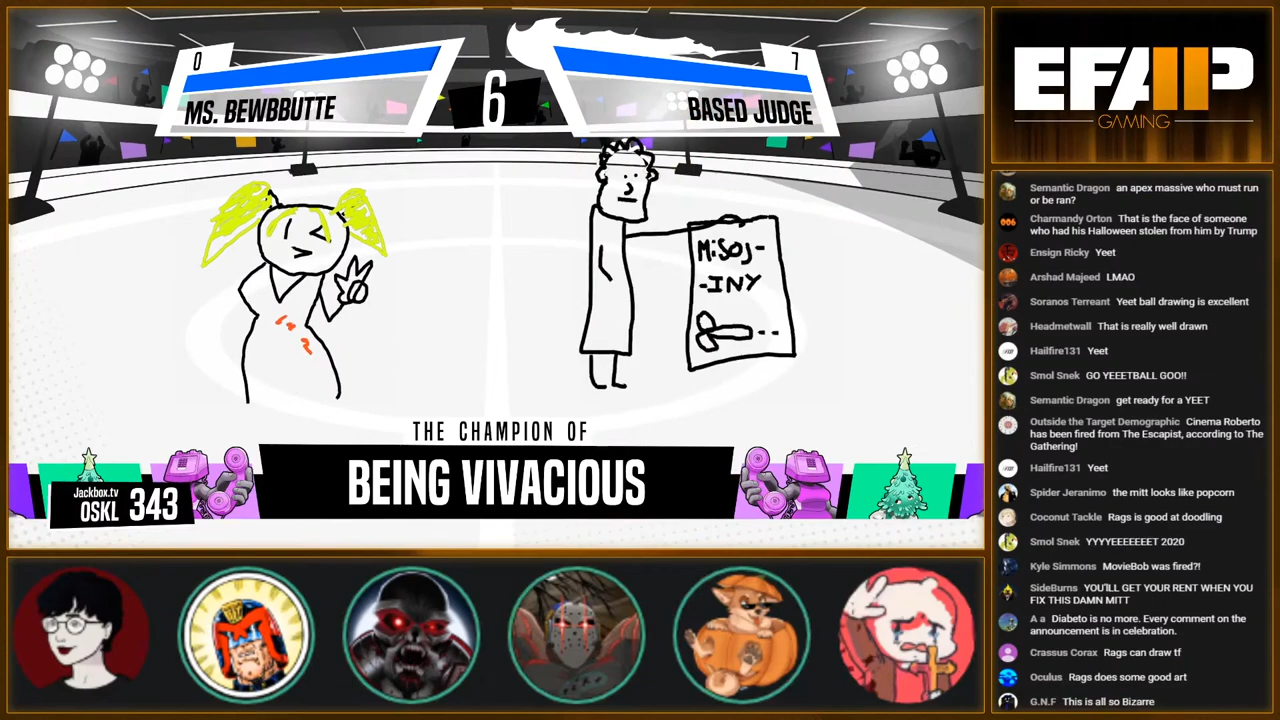 0
7
MS. BEWBBUTTE
6
BASED JUDGE
MiSOJ-
-INY
THE CHAMPION OF
BEING VIVACIOUS
Jackbox.tv
OSKL 343
EFAP
GAMING
Semantic Dragon an apex massive who must run
or be ran?
Charmandy Orton That is the face of someone
who had his Halloween stolen from him by Trump
Ensign Ricky Yeet
Arshad Majeed LMAO
Soranos Terreant Yeet ball drawing is excellent
Headmetwall That is really well drawn
Hailfire131 Yeet
Smol Snek GO YEEETBALL GOO!!
Semantic Dragon get ready for a YEET
Outside the Target Demographic Cinema Roberto
has been fired from The Escapist, according to The
Gathering!
Hailfire131 Yeet
Spider Jeranimo the mitt looks like popcorn
Coconut Tackle Rags is good at doodling
Smol Snek YYYYEEEEEEET 2020
Kyle Simmons MovieBob was fired?!
SideBurns YOU'LL GET YOUR RENT WHEN YOU
FIX THIS DAMN MITT
A a Diabeto is no more. Every comment on the
announcement is in celebration.
Crassus Corax Rags can draw tf
Oculus Rags does some good art
G.N.F This is all so Bizarre